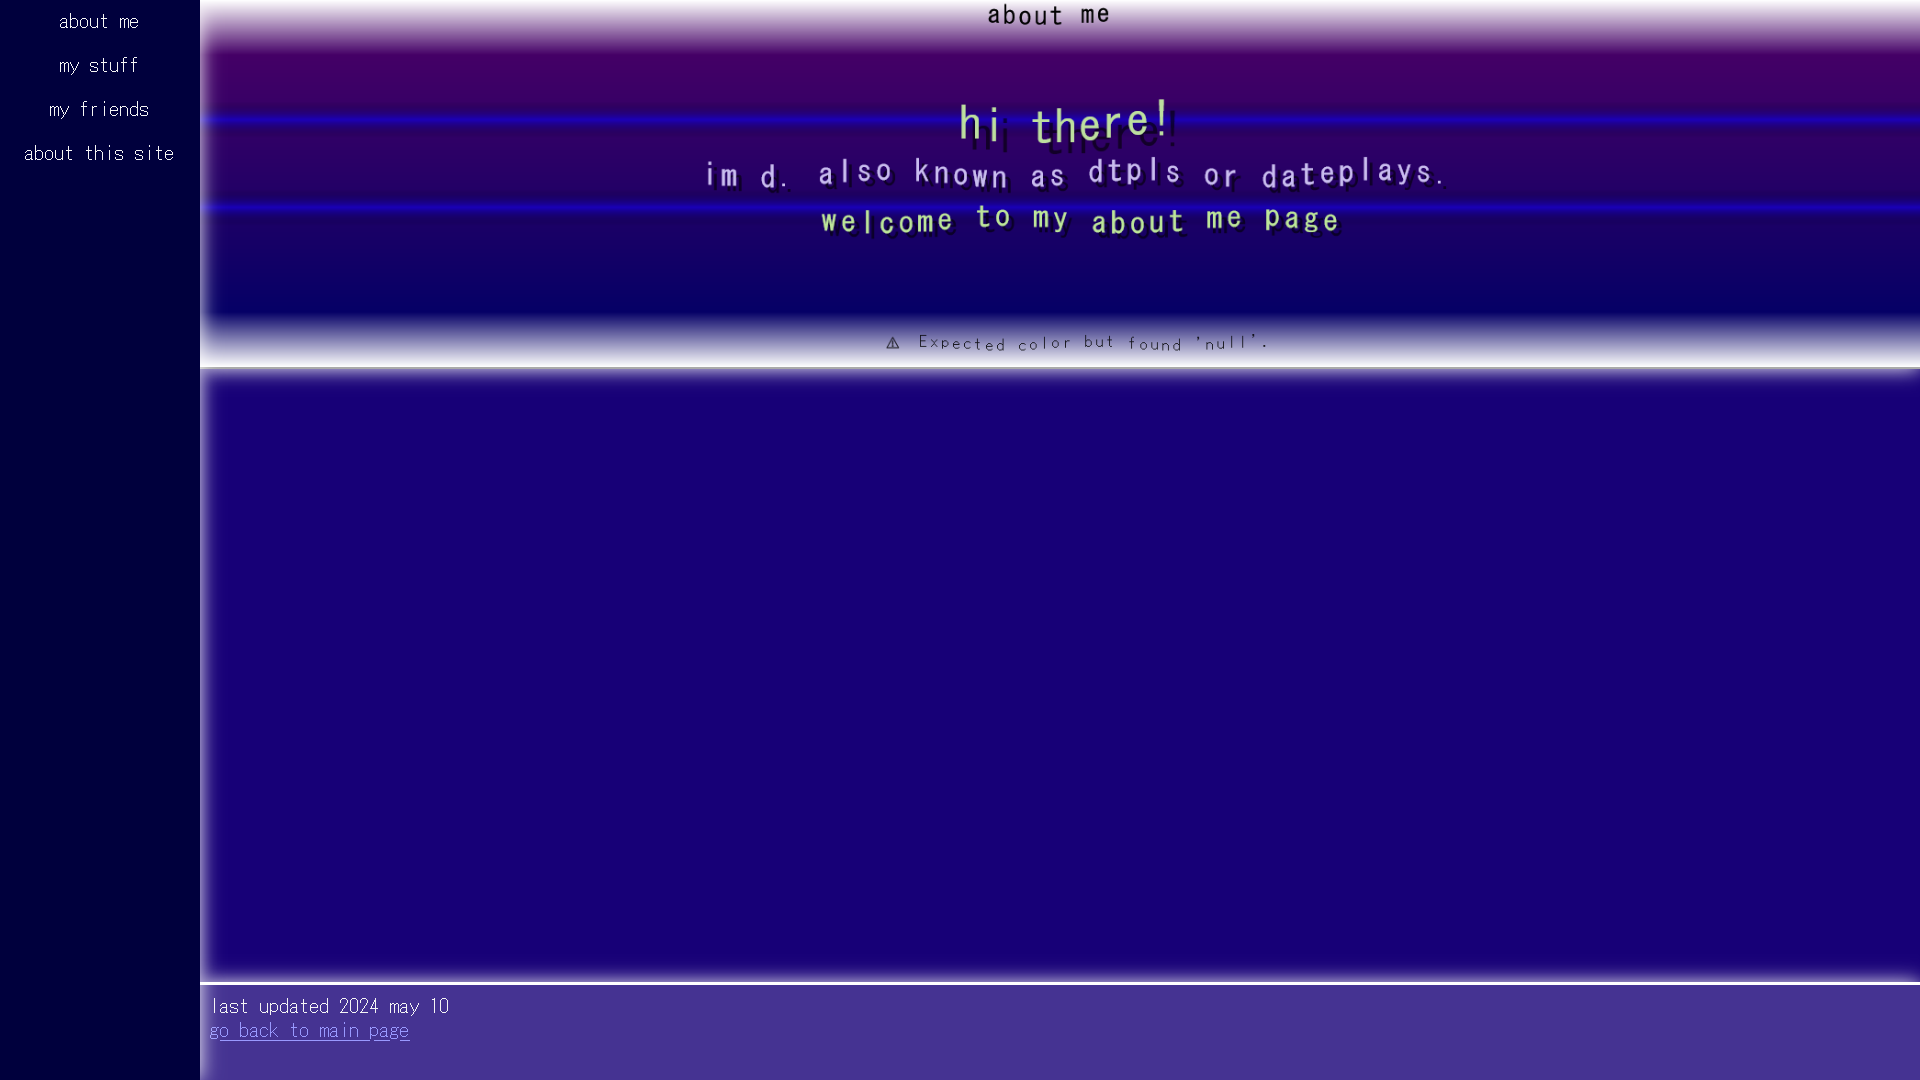 about me
my stuff
my friends
about this site
about me
hi there!
im d. also known as dtpls or dateplays.
welcome to my about me page
⚠ Expected color but found 'null'.
last updated 2024 may 10
go back to main page